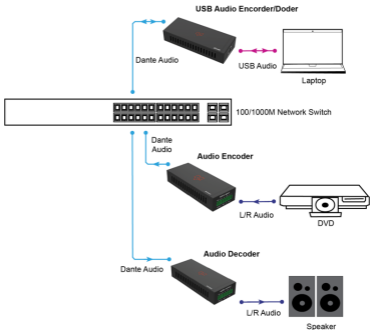 USB Audio Encorder/Doder
Dante Audio
USB Audio
Laptop
100/1000M Network Switch
Dante
Audio
Audio Encoder
L/R Audio
DVD
Audio Decoder
Dante Audio
L/R Audio
Speaker